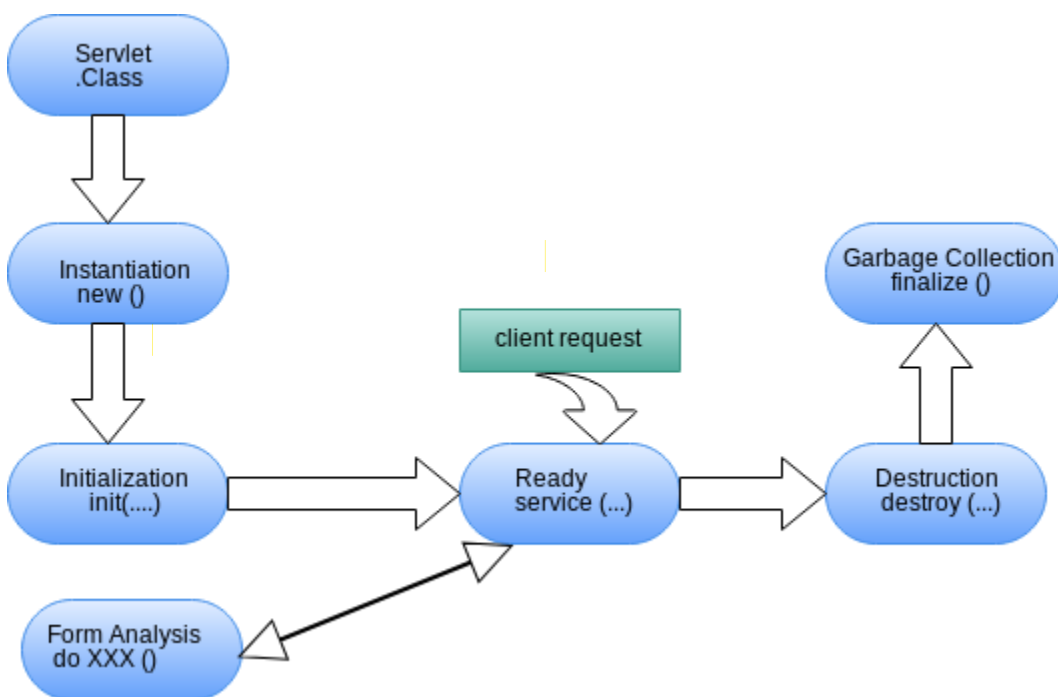 Servlet
.Class
Instantiation
new ()
Garbage Collection
finalize ()
client request
Initialization
init(....)
Ready
service (...)
Destruction
destroy (...)
Form Analysis
do XXX ()